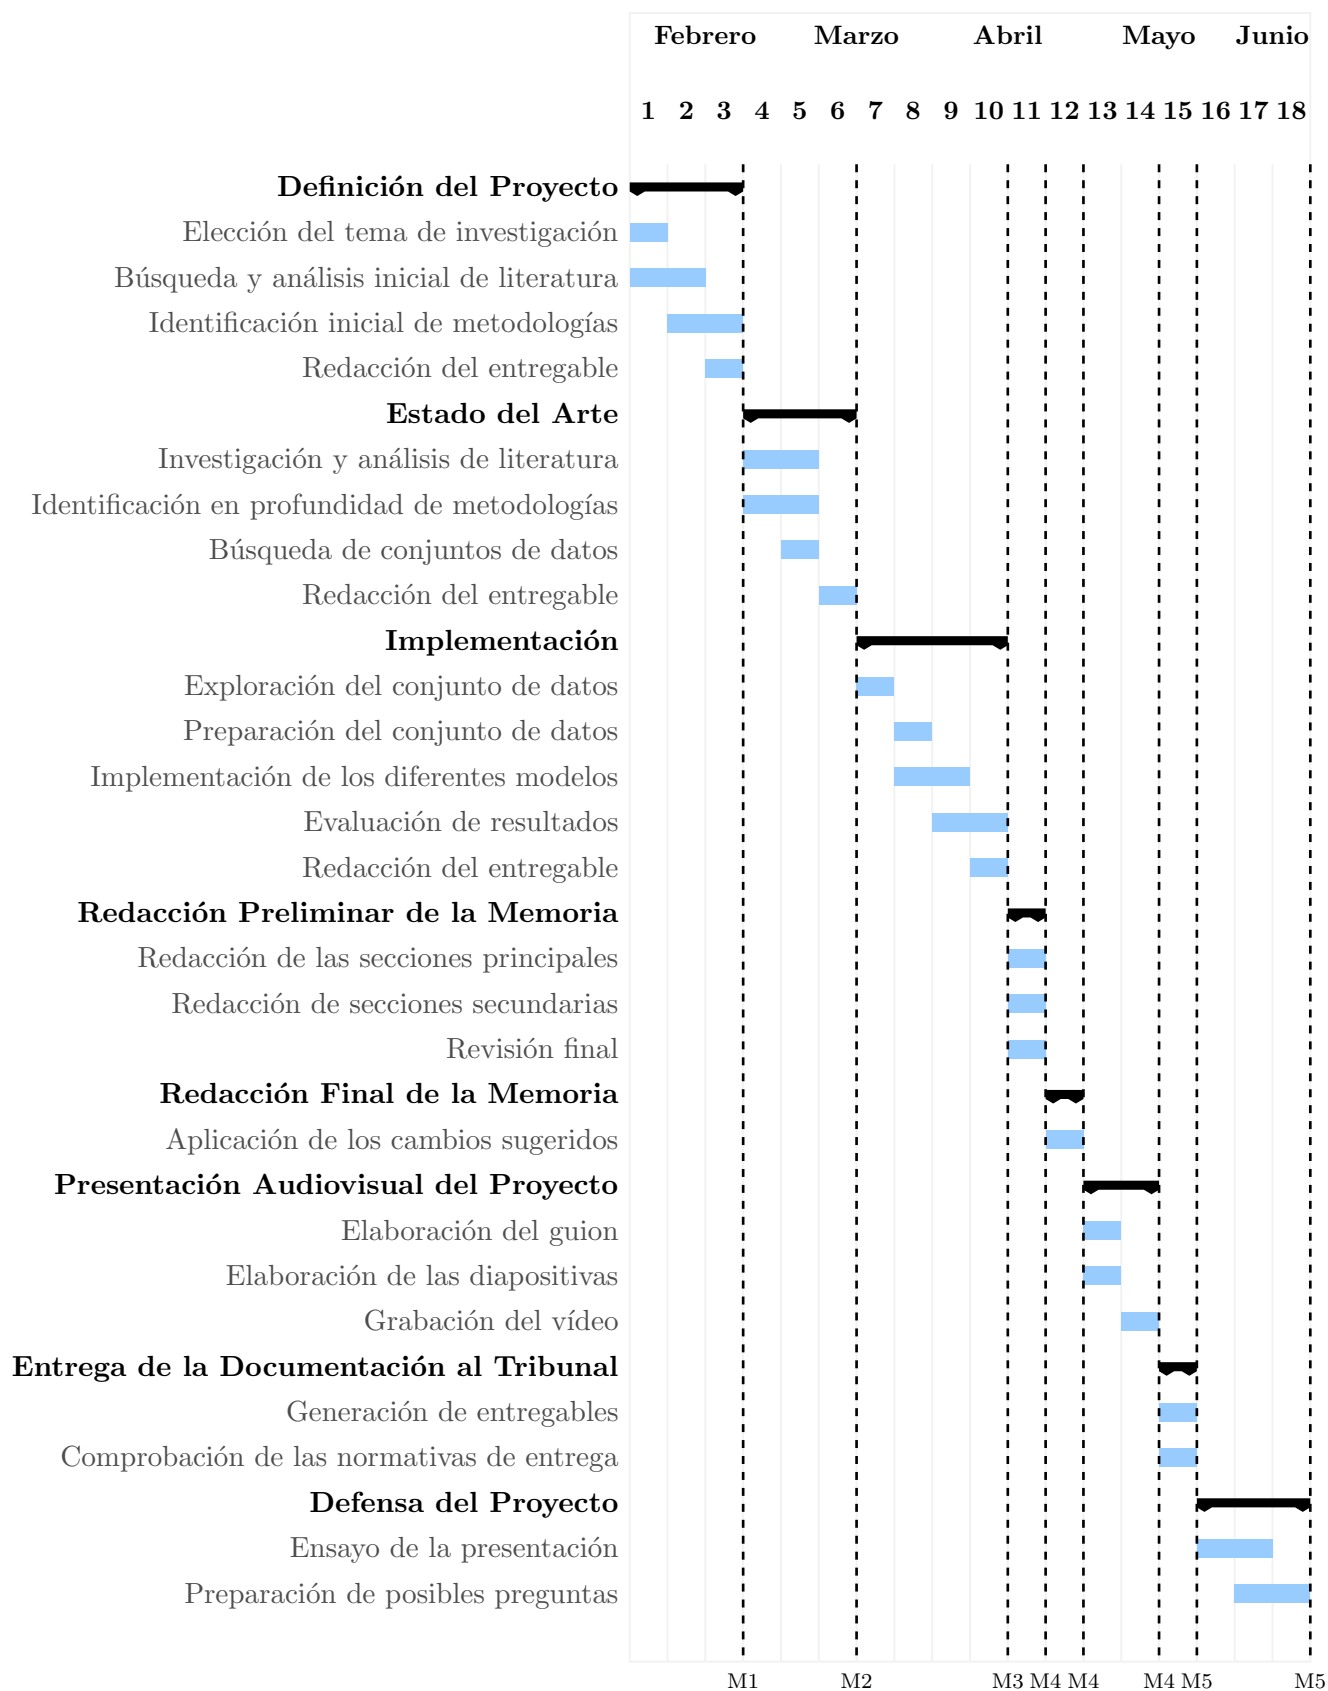 Febrero Marzo Abril Mayo Junio
1 2 3 4 5 6 7 8 9 10 11 12 13 14 15 16 17 18
Definición del Proyecto
Elección del tema de investigación
Búsqueda y análisis inicial de literatura
Identificación inicial de metodologías
Redacción del entregable
Estado del Arte
Investigación y análisis de literatura
Identificación en profundidad de metodologías
Búsqueda de conjuntos de datos
Redacción del entregable
Implementación
Exploración del conjunto de datos
Preparación del conjunto de datos
Implementación de los diferentes modelos
Evaluación de resultados
Redacción del entregable
Redacción Preliminar de la Memoria
Redacción de las secciones principales
Redacción de secciones secundarias
Revisión final
Redacción Final de la Memoria
Aplicación de los cambios sugeridos
Presentación Audiovisual del Proyecto
Elaboración del guion
Elaboración de las diapositivas
Grabación del vídeo
Entrega de la Documentación al Tribunal
Generación de entregables
Comprobación de las normativas de entrega
Defensa del Proyecto
Ensayo de la presentación
Preparación de posibles preguntas
M1 M2 M3 M4 M4 M4 M5 M5